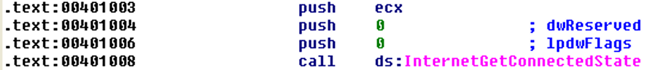 .text:00401003 push ecx
.text:00401004 push 0 ; dwReserved
.text:00401006 push 0 ; lpdwFlags
.text:00401008 call ds:InternetGetConnectedState